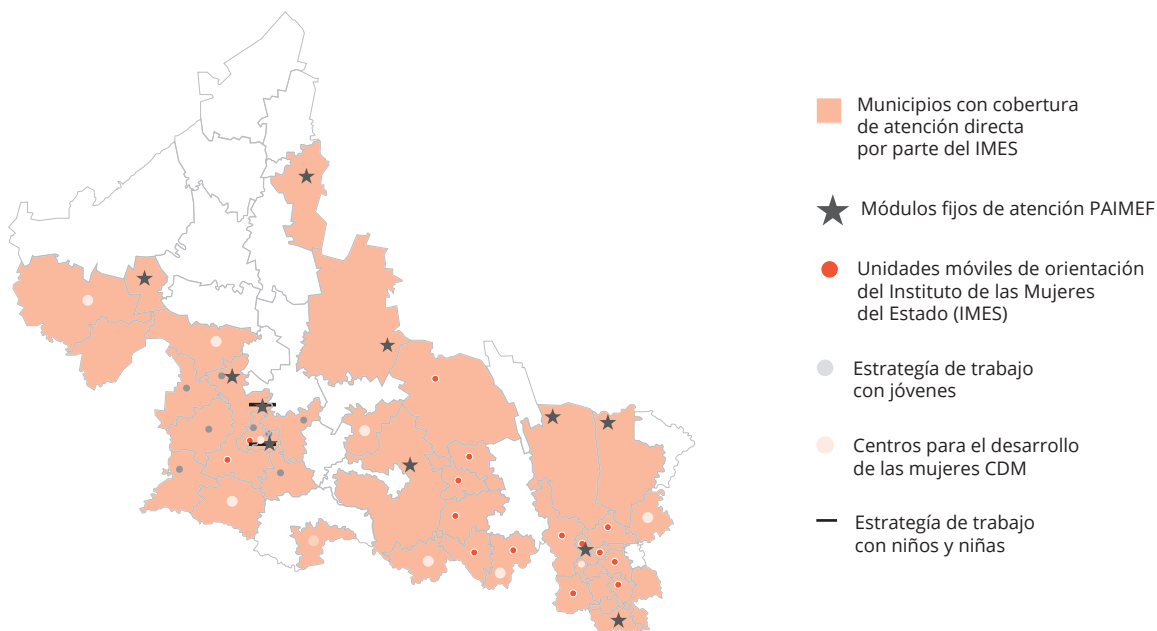 Municipios con cobertura
de atención directa
por parte del IMES
Módulos fijos de atención PAIMEF
Unidades móviles de orientación
del Instituto de las Mujeres
del Estado (IMES)
Estrategía de trabajo
con jóvenes
Centros para el desarrollo
de las mujeres CDM
Estrategía de trabajo
con niños y niñas